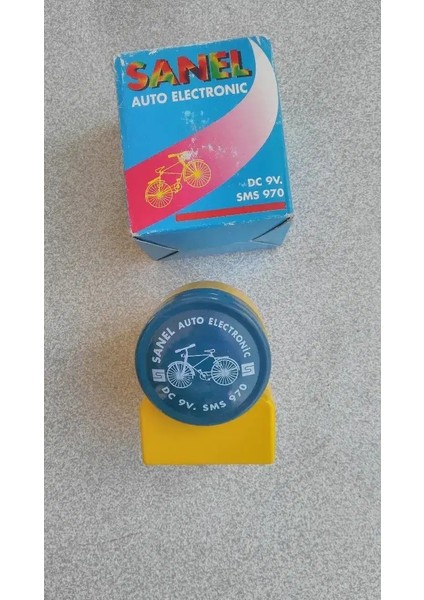 SANEL
AUTO ELECTRONIC
DC 9V.
SMS 970
SANEL AUTO ELECTRONIC
DC 9V. SMS 970